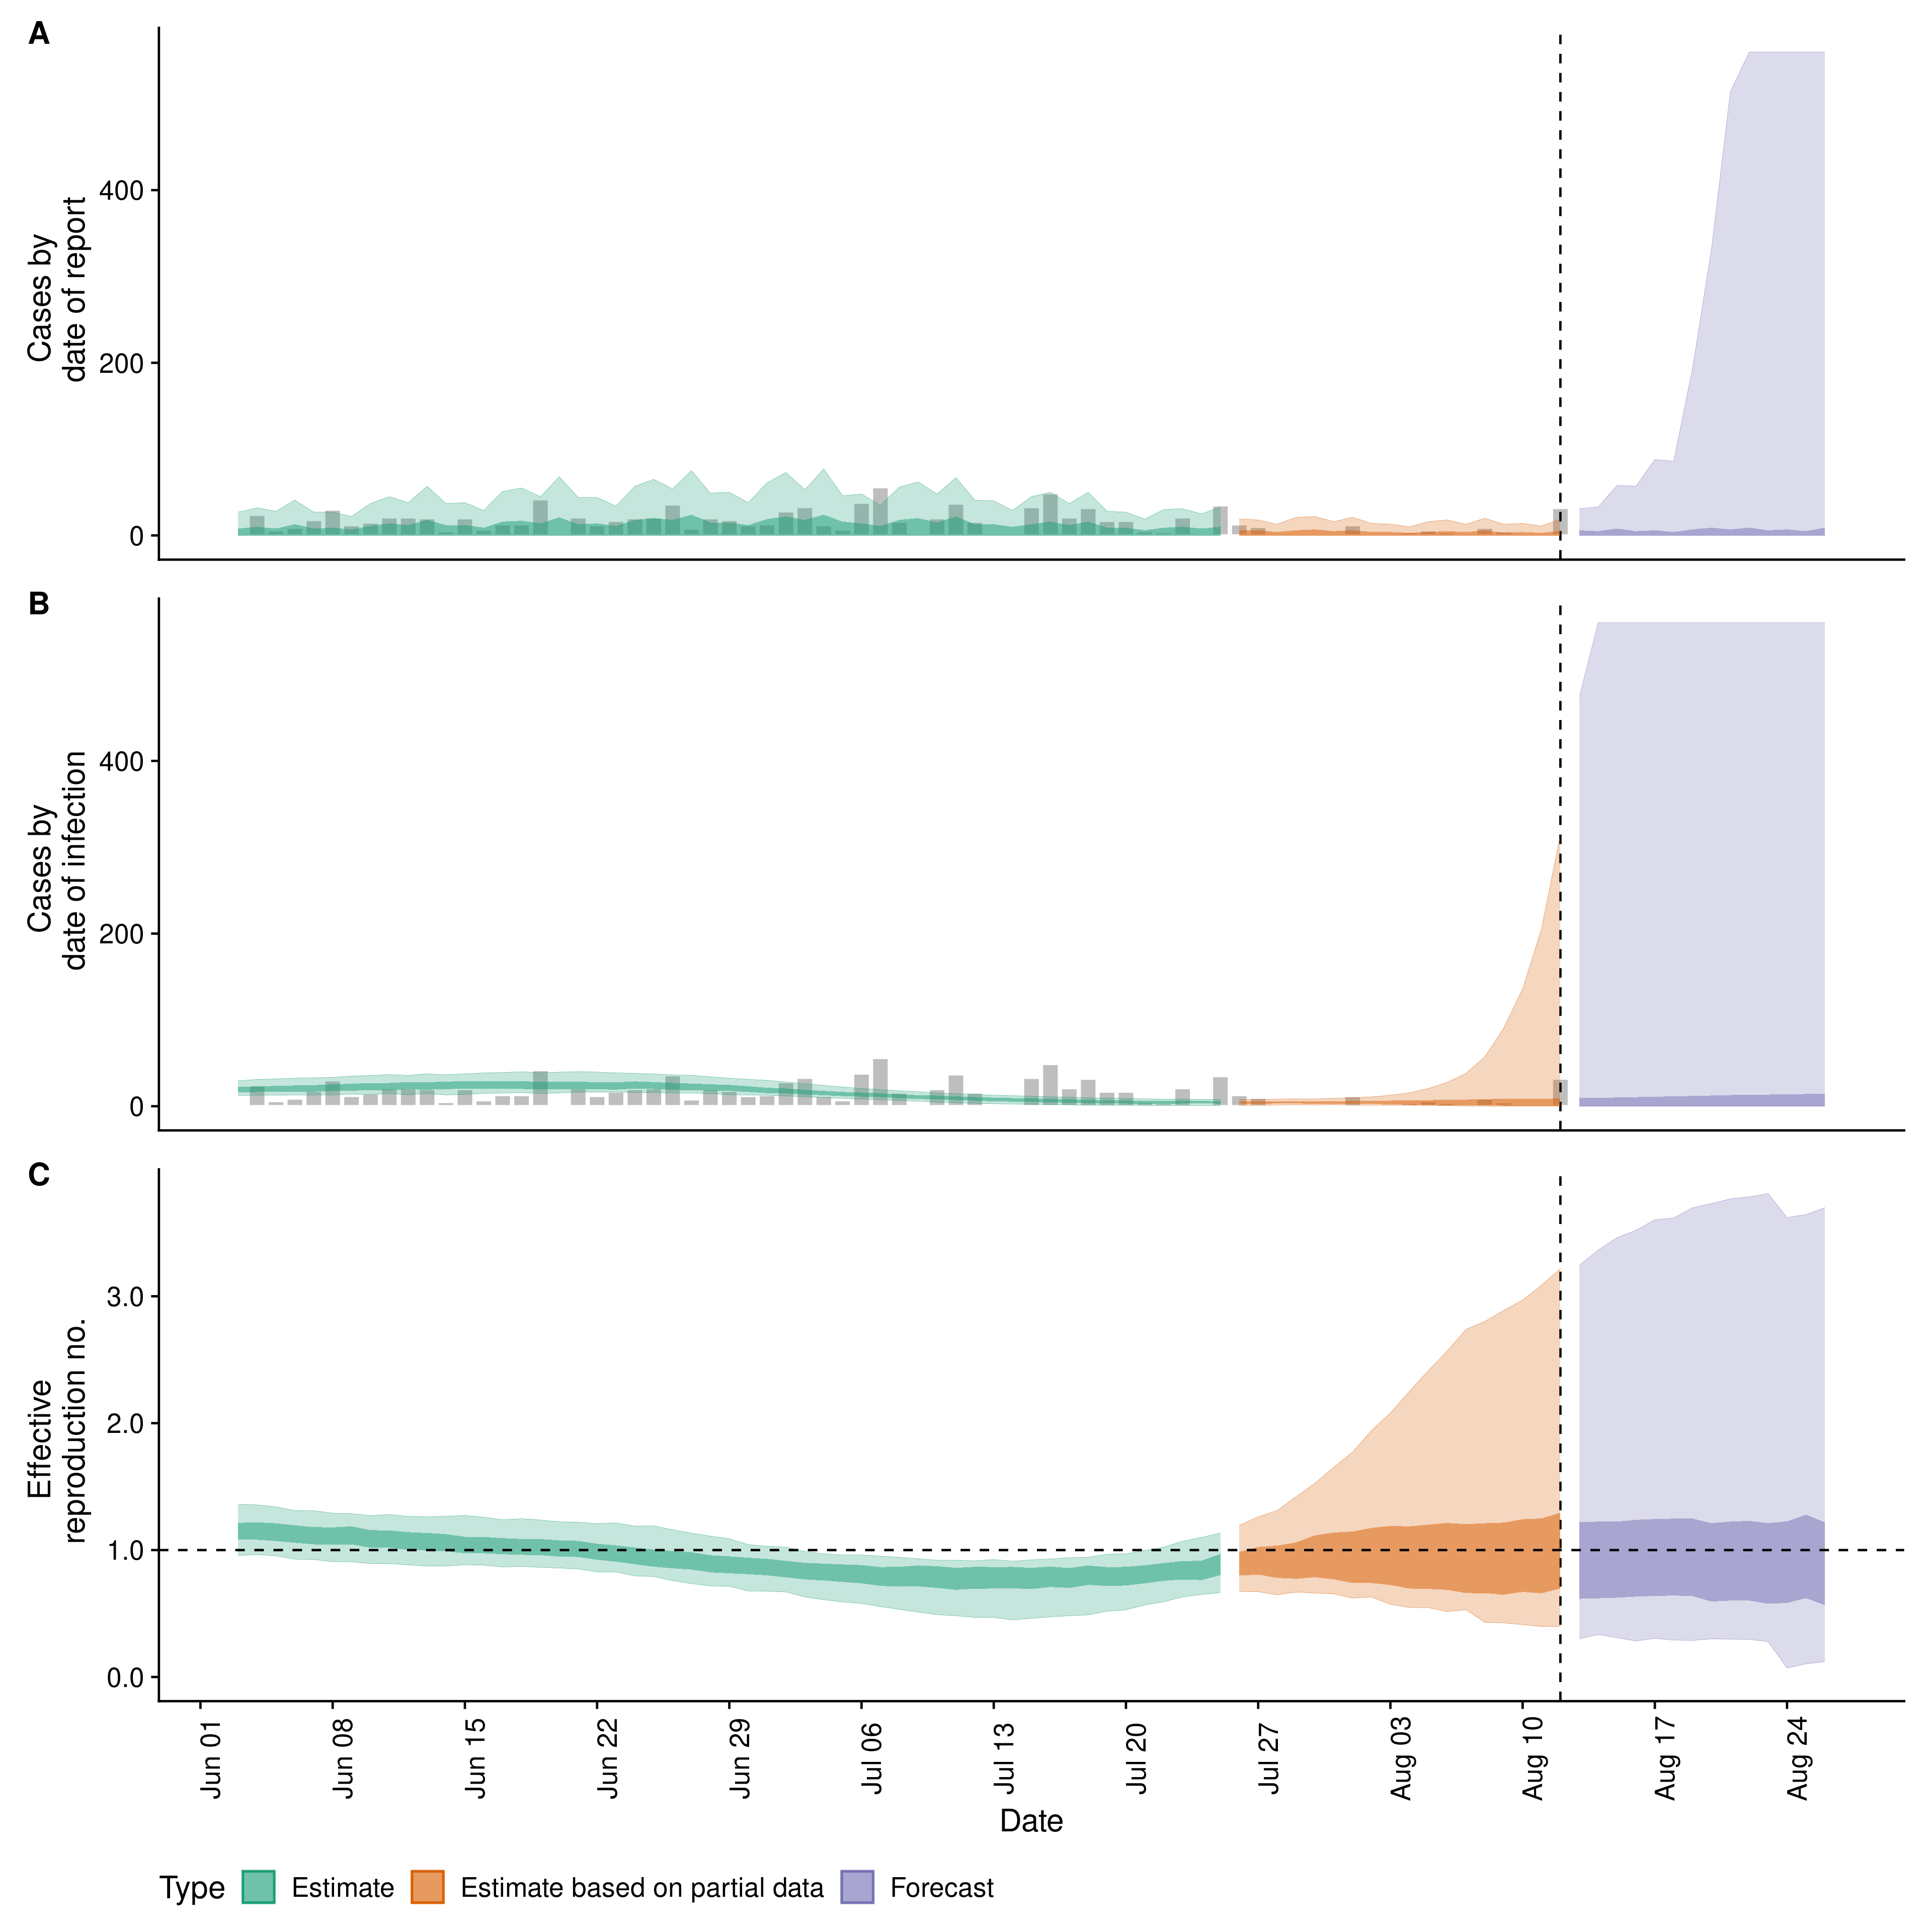 A
Cases by
date of report
400
200
0
B
Cases by
date of infection
400
200
0
C
Effective
reproduction no.
3.0
2.0
1.0
0.0
Jun 01
Jun 08
Jun 15
Jun 22
Jun 29
Jul 06
Jul 13
Jul 20
Jul 27
Aug 03
Aug 10
Aug 17
Aug 24
Date
Type Estimate Estimate based on partial data Forecast